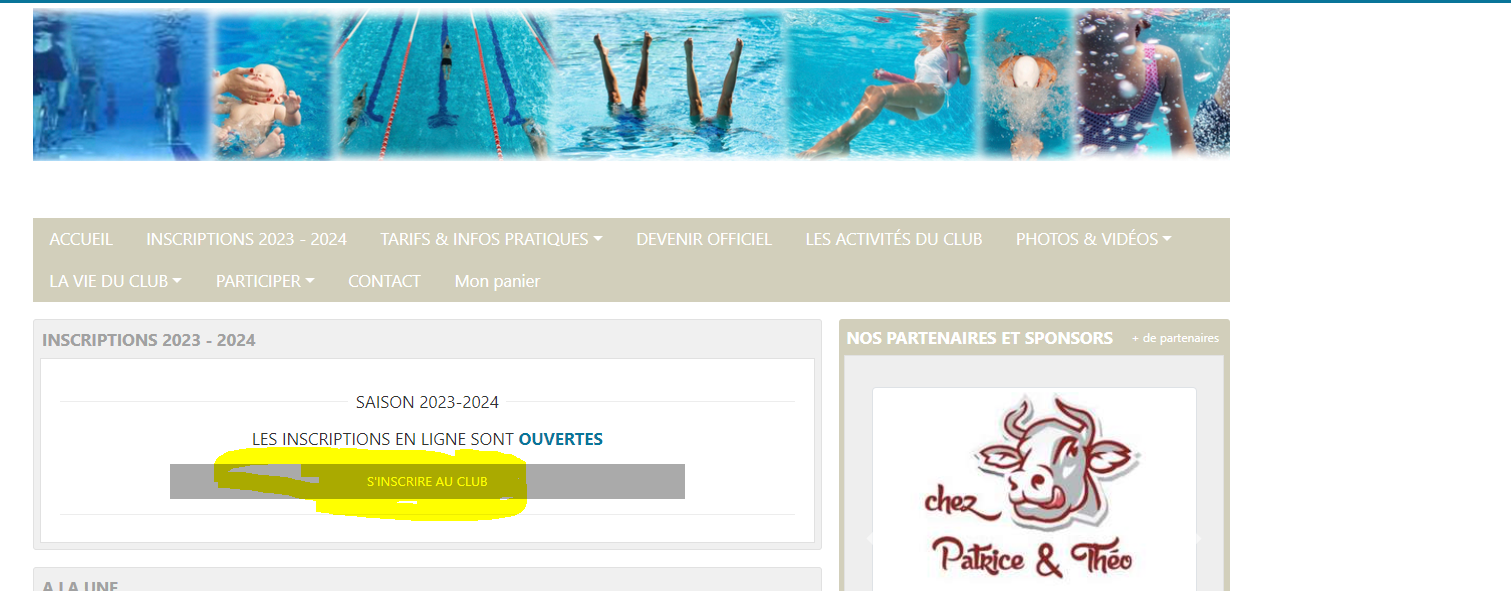 ACCUEIL INSCRIPTIONS 2023 - 2024 TARIFS & INFOS PRATIQUES DEVENIR OFFICIEL LES ACTIVITÉS DU CLUB PHOTOS & VIDÉOS
LA VIE DU CLUB PARTICIPER CONTACT Mon panier
INSCRIPTIONS 2023 - 2024
SAISON 2023-2024
LES INSCRIPTIONS EN LIGNE SONT OUVERTES
S'INSCRIRE AU CLUB
A LA UNE
NOS PARTENAIRES ET SPONSORS + de partenaires
chez
Patrice & Théo